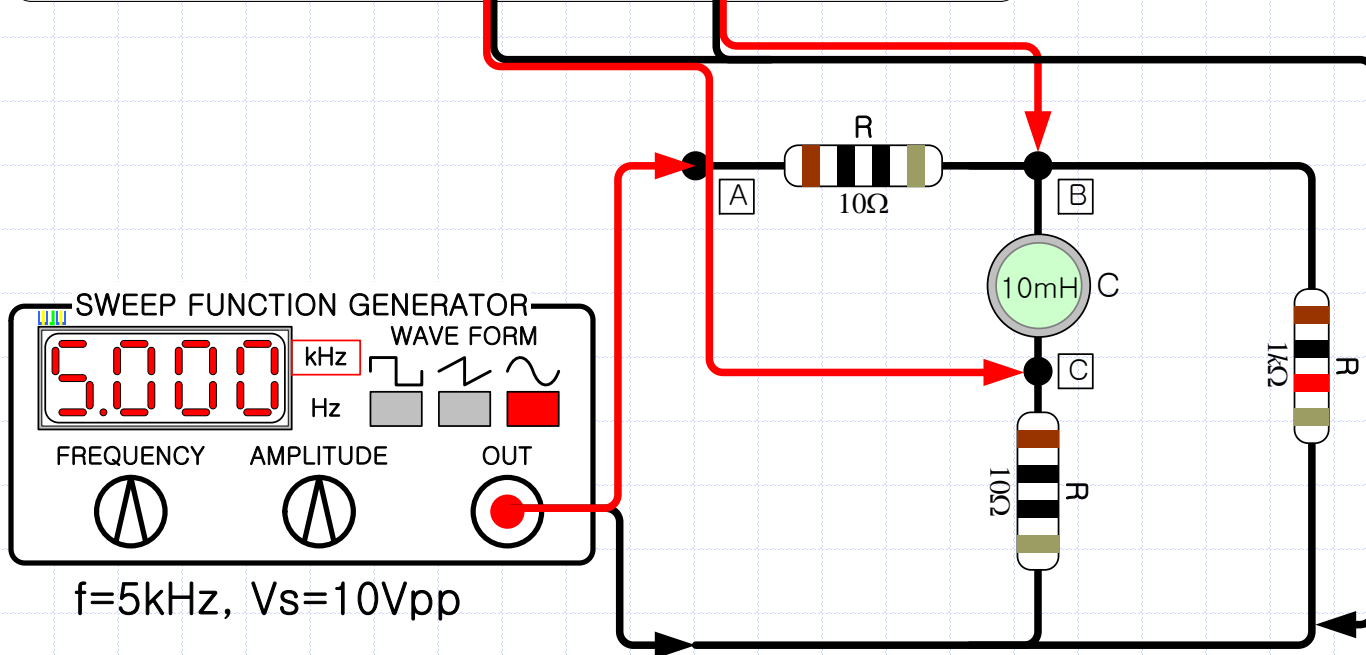 R
A
10Ω
B
10mH
C
SWEEP FUNCTION GENERATOR
WAVE FORM
5.000
kHz
Hz
C
1kΩ
R
FREQUENCY
AMPLITUDE
OUT
10Ω
R
f=5kHz, Vs=10Vpp